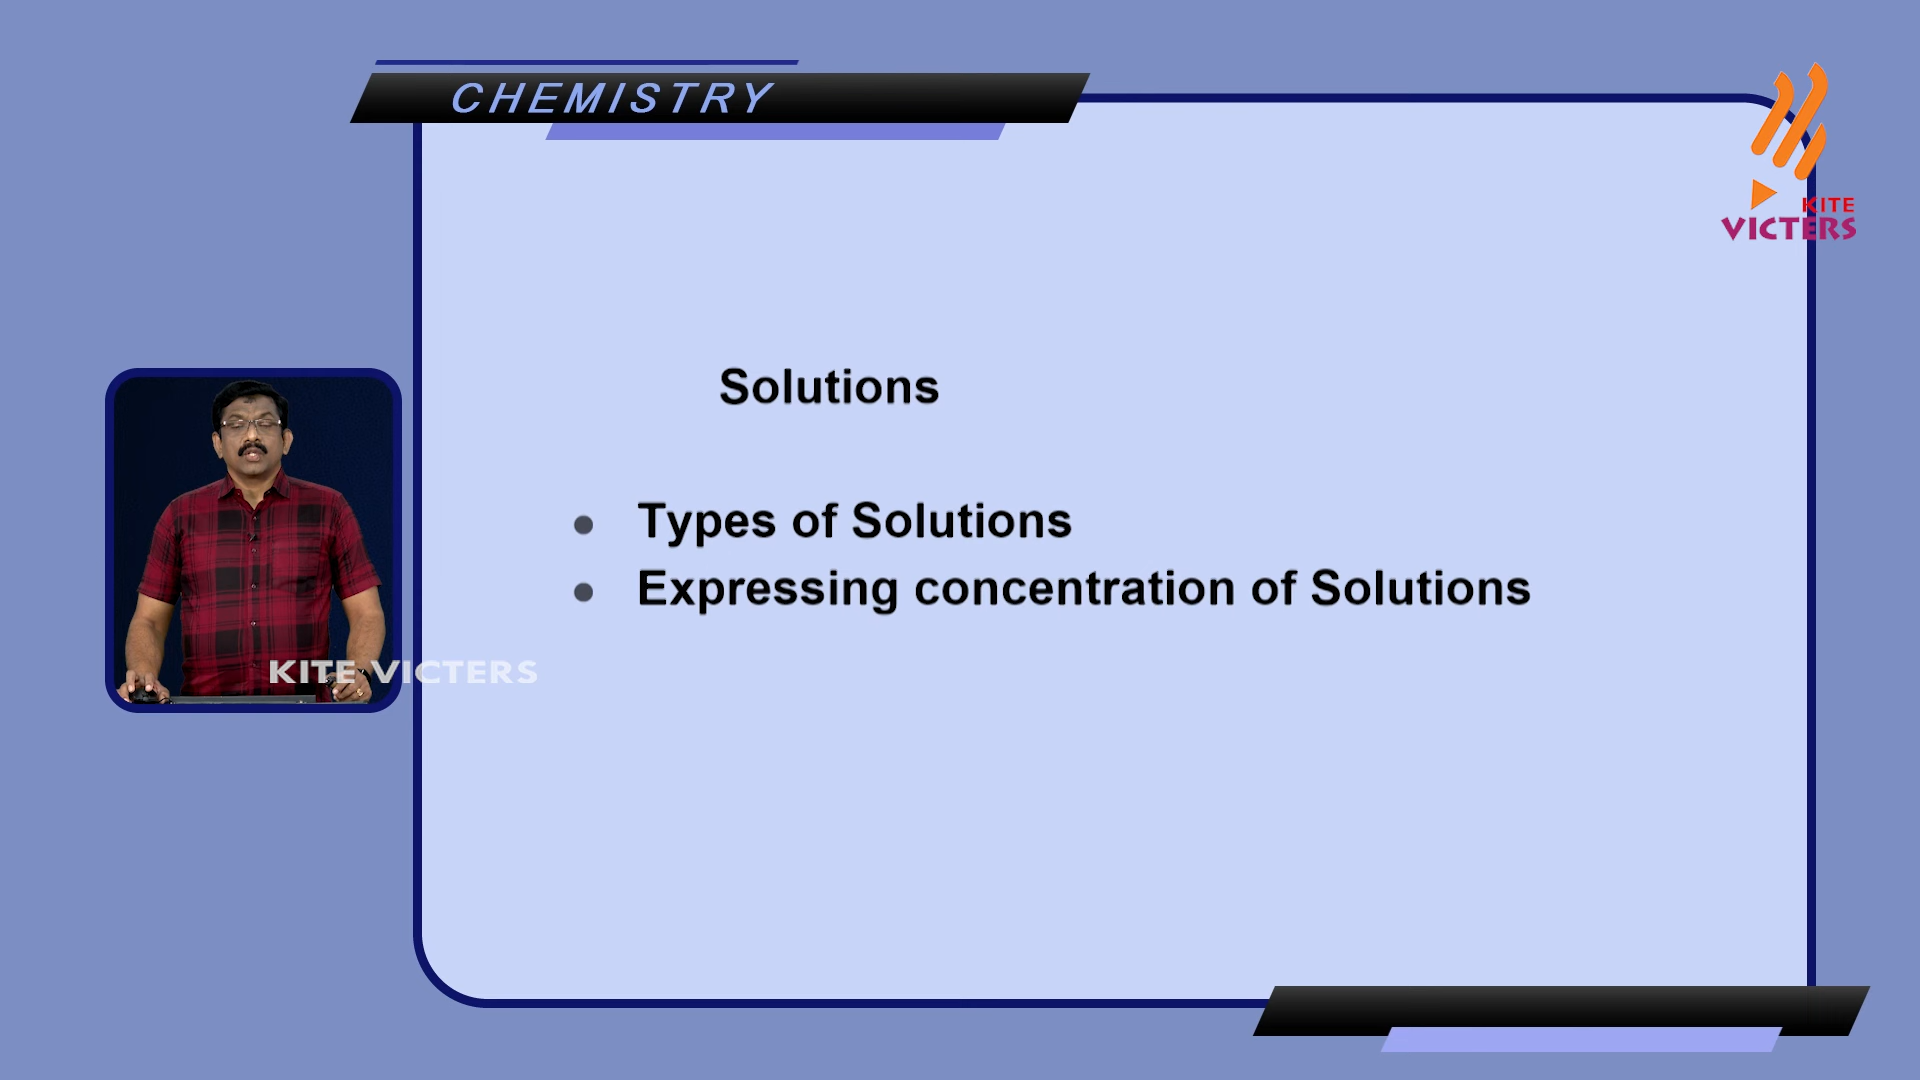 CHEMISTRY
KITE
VICTERS
Solutions
● Types of Solutions
● Expressing concentration of Solutions
KITE VICTERS